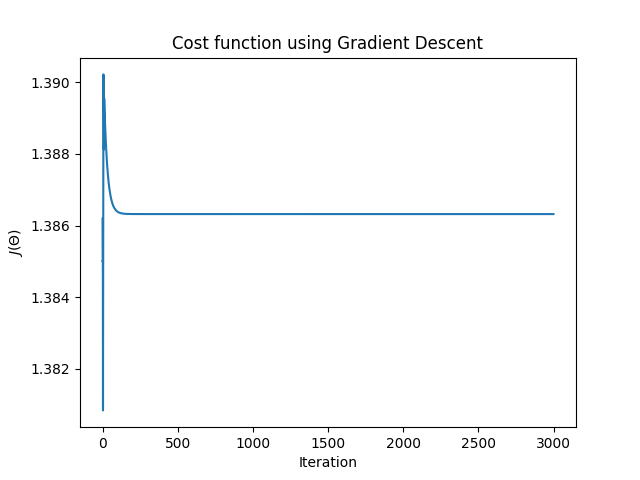 Cost function using Gradient Descent
1.390
1.388
1.386
1.384
1.382
J(Θ)
0 500 1000 1500 2000 2500 3000
Iteration